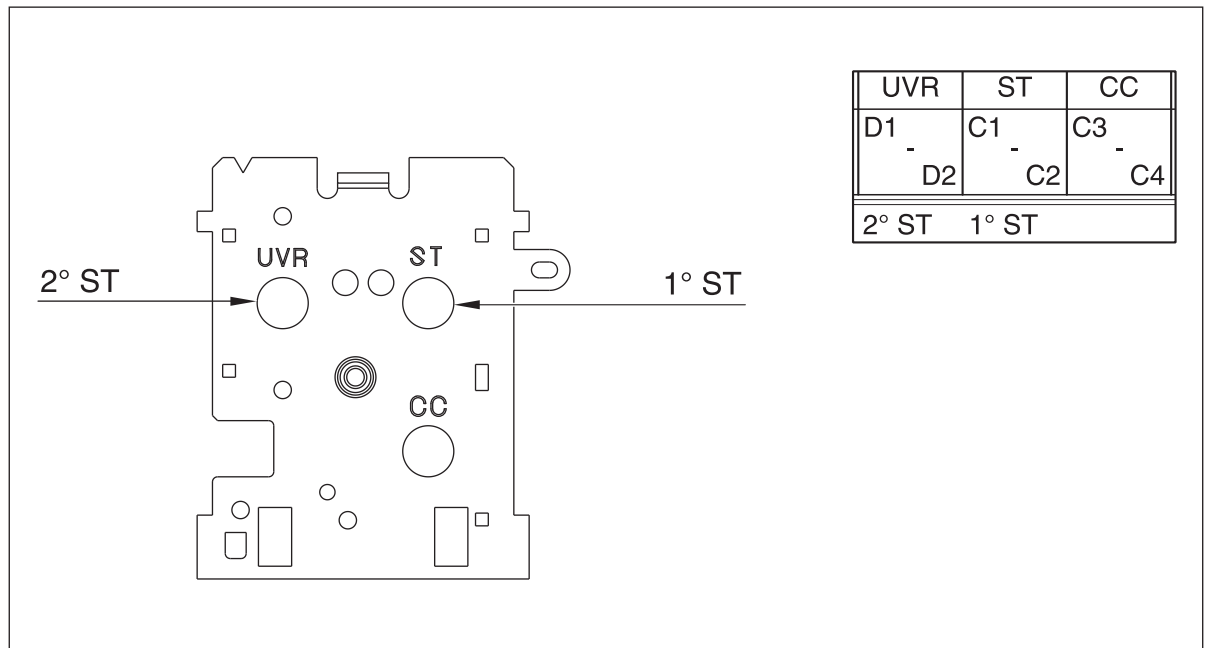 UVR ST CC
D1 - D2 C1 - C2 C3 - C4
2° ST 1° ST
UVR ST
2° ST 1° ST
CC